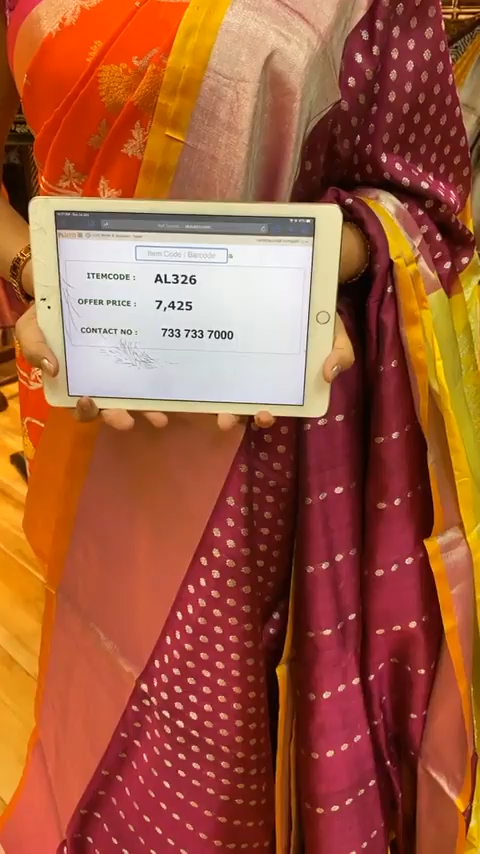 Item Code / Barcode
ITEMCODE : AL326
OFFER PRICE : 7,425
CONTACT NO : 733 733 7000